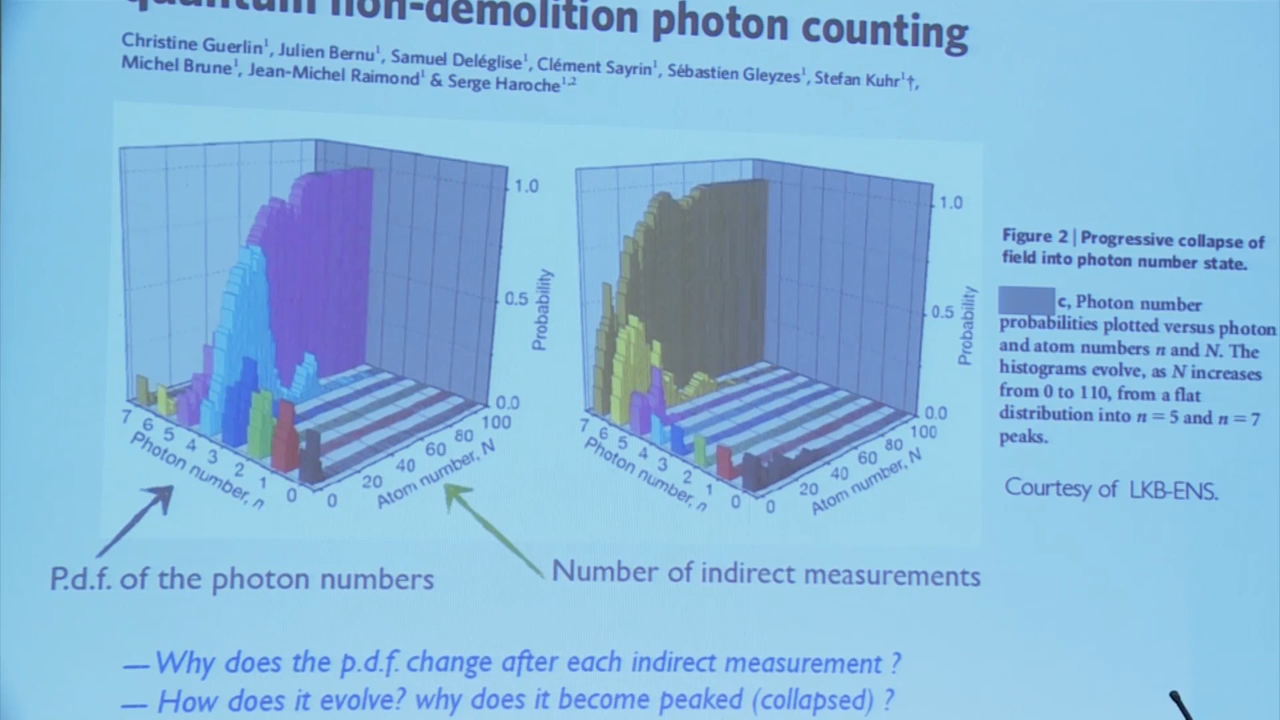 quantum non-demolition photon counting
Christine Guerlin¹, Julien Bernu¹, Samuel Deléglise¹, Clément Sayrin¹, Sébastien Gleyzes¹, Stefan Kuhr¹†,
Michel Brune¹, Jean-Michel Raimond¹ & Serge Haroche¹,²
1.0
0.5
0.0
Probability
7 6 5 4 3 2 1 0
Photon number, n
0 20 40 60 80 100
Atom number, N
1.0
0.5
0.0
Probability
7 6 5 4 3 2 1 0
Photon number, n
0 20 40 60 80 100
Atom number, N
Figure 2 | Progressive collapse of
field into photon number state.
c, Photon number
probabilities plotted versus photon
and atom numbers n and N. The
histograms evolve, as N increases
from 0 to 110, from a flat
distribution into n = 5 and n = 7
peaks.
Courtesy of LKB-ENS.
P.d.f. of the photon numbers
Number of indirect measurements
— Why does the p.d.f. change after each indirect measurement ?
— How does it evolve? why does it become peaked (collapsed) ?